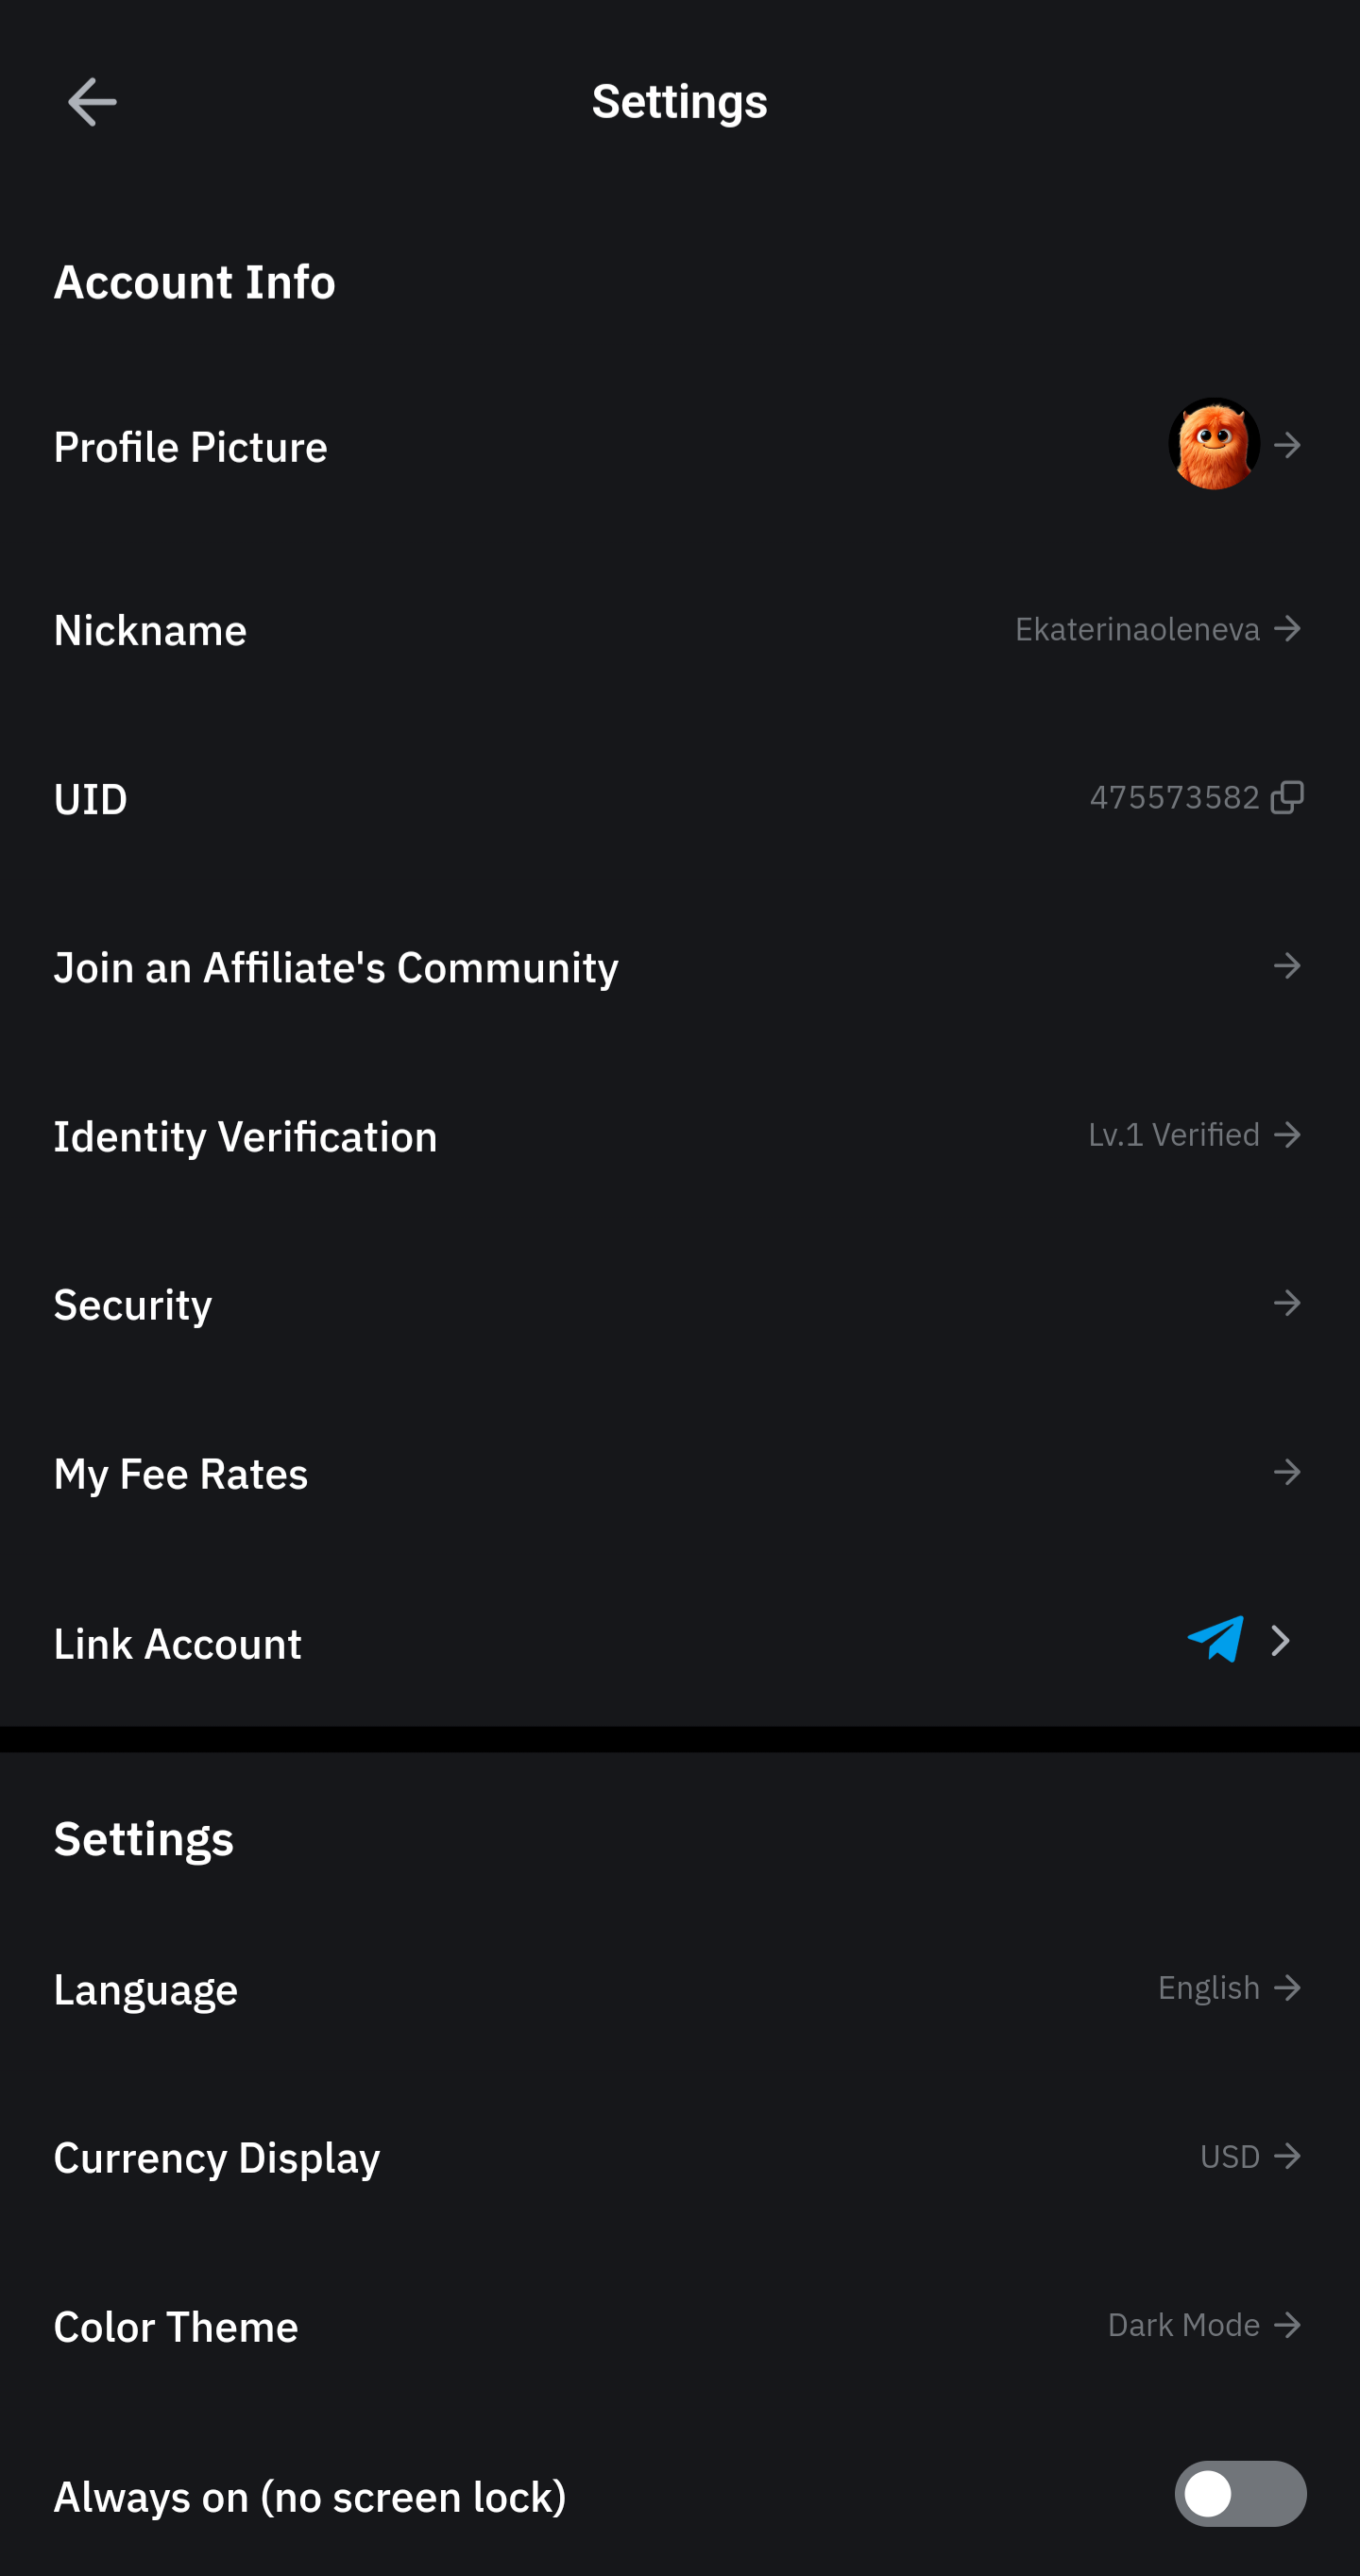 Settings
Account Info
Profile Picture
Nickname Ekaterinaoleneva
UID 475573582
Join an Affiliate's Community
Identity Verification Lv.1 Verified
Security
My Fee Rates
Link Account
Settings
Language English
Currency Display USD
Color Theme Dark Mode
Always on (no screen lock)